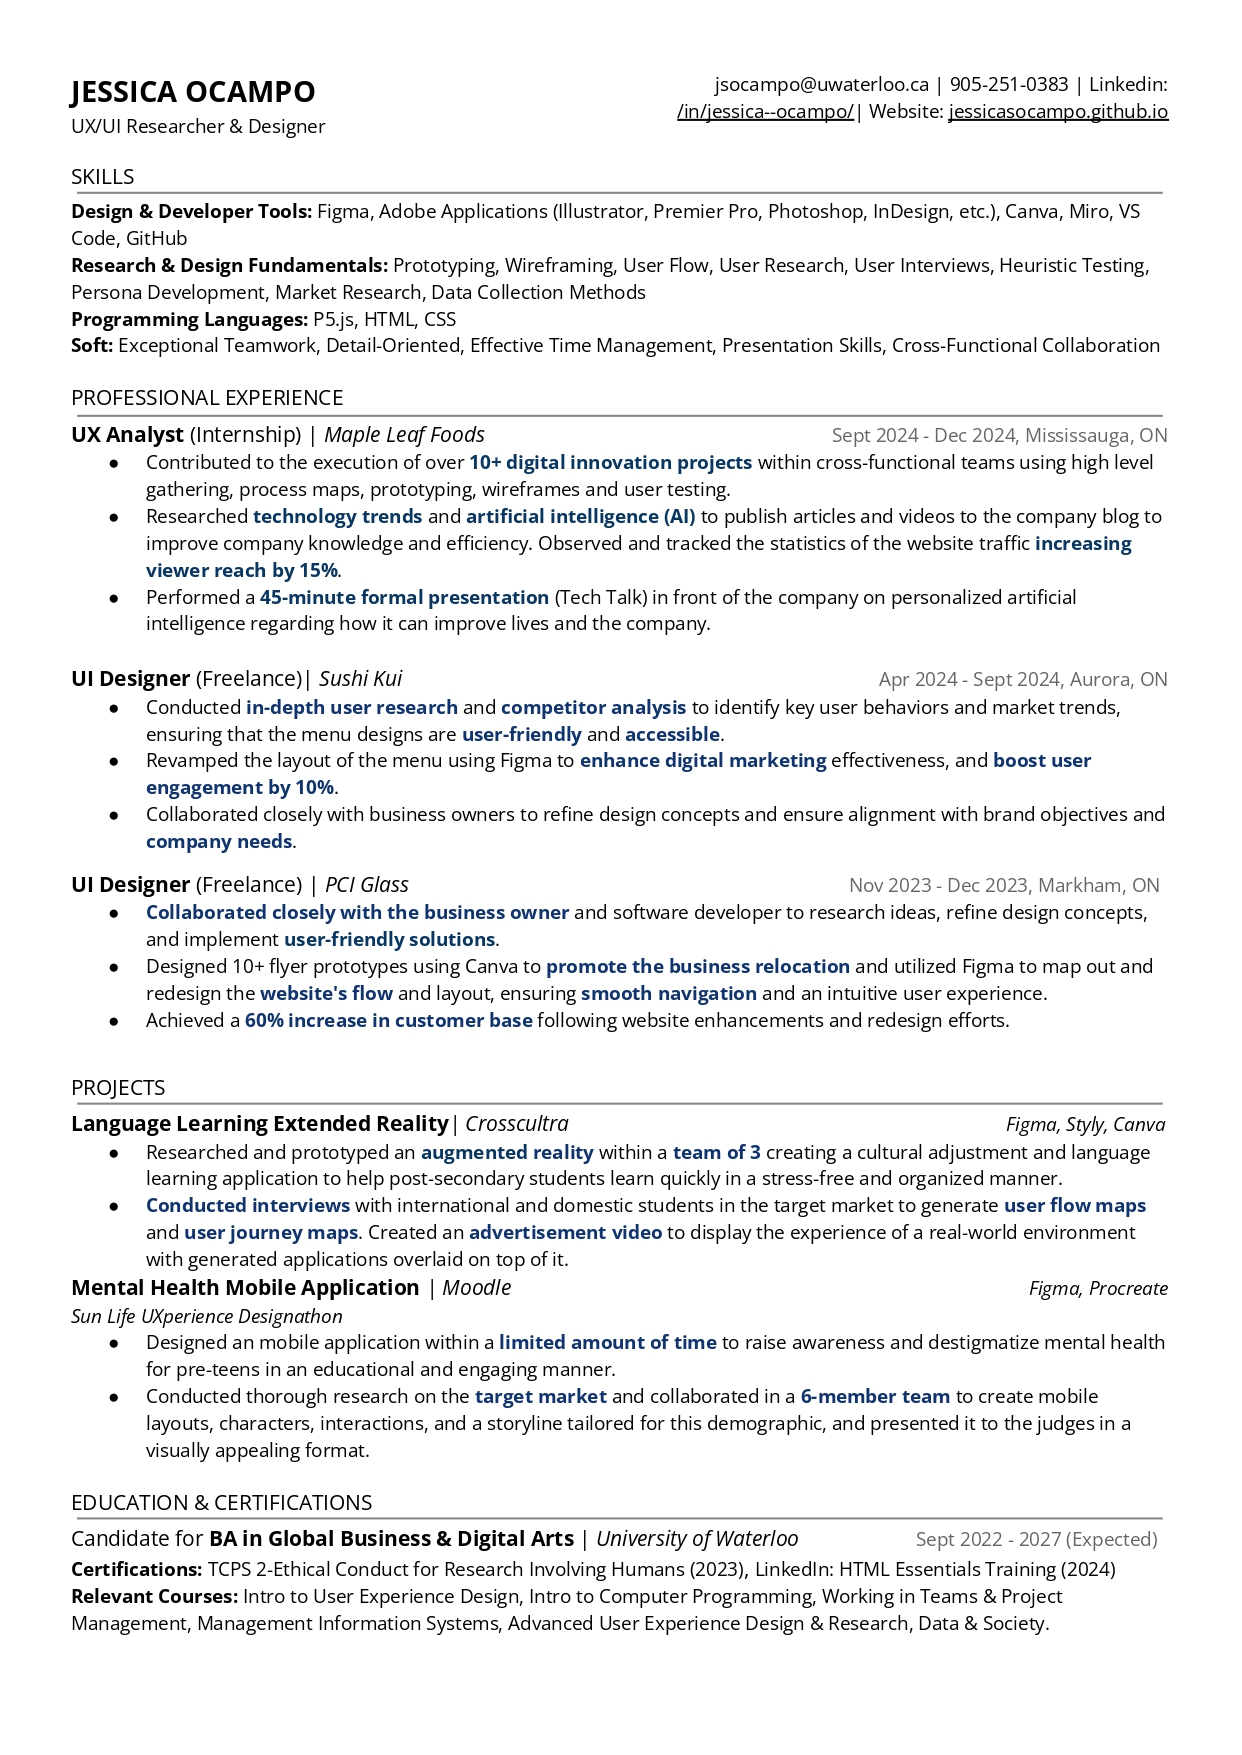 JESSICA OCAMPO
UX/UI Researcher & Designer
jsocampo@uwaterloo.ca | 905-251-0383 | Linkedin:
/in/jessica--ocampo/| Website: jessicasocampo.github.io
SKILLS
Design & Developer Tools: Figma, Adobe Applications (Illustrator, Premier Pro, Photoshop, InDesign, etc.), Canva, Miro, VS
Code, GitHub
Research & Design Fundamentals: Prototyping, Wireframing, User Flow, User Research, User Interviews, Heuristic Testing,
Persona Development, Market Research, Data Collection Methods
Programming Languages: P5.js, HTML, CSS
Soft: Exceptional Teamwork, Detail-Oriented, Effective Time Management, Presentation Skills, Cross-Functional Collaboration
PROFESSIONAL EXPERIENCE
UX Analyst (Internship) | Maple Leaf Foods Sept 2024 - Dec 2024, Mississauga, ON
● Contributed to the execution of over 10+ digital innovation projects within cross-functional teams using high level
gathering, process maps, prototyping, wireframes and user testing.
● Researched technology trends and artificial intelligence (AI) to publish articles and videos to the company blog to
improve company knowledge and efficiency. Observed and tracked the statistics of the website traffic increasing
viewer reach by 15%.
● Performed a 45-minute formal presentation (Tech Talk) in front of the company on personalized artificial
intelligence regarding how it can improve lives and the company.
UI Designer (Freelance)| Sushi Kui Apr 2024 - Sept 2024, Aurora, ON
● Conducted in-depth user research and competitor analysis to identify key user behaviors and market trends,
ensuring that the menu designs are user-friendly and accessible.
● Revamped the layout of the menu using Figma to enhance digital marketing effectiveness, and boost user
engagement by 10%.
● Collaborated closely with business owners to refine design concepts and ensure alignment with brand objectives and
company needs.
UI Designer (Freelance) | PCI Glass Nov 2023 - Dec 2023, Markham, ON
● Collaborated closely with the business owner and software developer to research ideas, refine design concepts,
and implement user-friendly solutions.
● Designed 10+ flyer prototypes using Canva to promote the business relocation and utilized Figma to map out and
redesign the website's flow and layout, ensuring smooth navigation and an intuitive user experience.
● Achieved a 60% increase in customer base following website enhancements and redesign efforts.
PROJECTS
Language Learning Extended Reality| Crosscultra Figma, Styly, Canva
● Researched and prototyped an augmented reality within a team of 3 creating a cultural adjustment and language
learning application to help post-secondary students learn quickly in a stress-free and organized manner.
● Conducted interviews with international and domestic students in the target market to generate user flow maps
and user journey maps. Created an advertisement video to display the experience of a real-world environment
with generated applications overlaid on top of it.
Mental Health Mobile Application | Moodle Figma, Procreate
Sun Life UXperience Designathon
● Designed an mobile application within a limited amount of time to raise awareness and destigmatize mental health
for pre-teens in an educational and engaging manner.
● Conducted thorough research on the target market and collaborated in a 6-member team to create mobile
layouts, characters, interactions, and a storyline tailored for this demographic, and presented it to the judges in a
visually appealing format.
EDUCATION & CERTIFICATIONS
Candidate for BA in Global Business & Digital Arts | University of Waterloo Sept 2022 - 2027 (Expected)
Certifications: TCPS 2-Ethical Conduct for Research Involving Humans (2023), LinkedIn: HTML Essentials Training (2024)
Relevant Courses: Intro to User Experience Design, Intro to Computer Programming, Working in Teams & Project
Management, Management Information Systems, Advanced User Experience Design & Research, Data & Society.